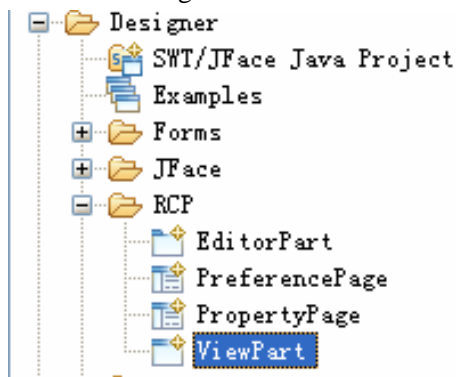 Designer
SWT/JFace Java Project
Examples
Forms
JFace
RCP
EditorPart
PreferencePage
PropertyPage
ViewPart